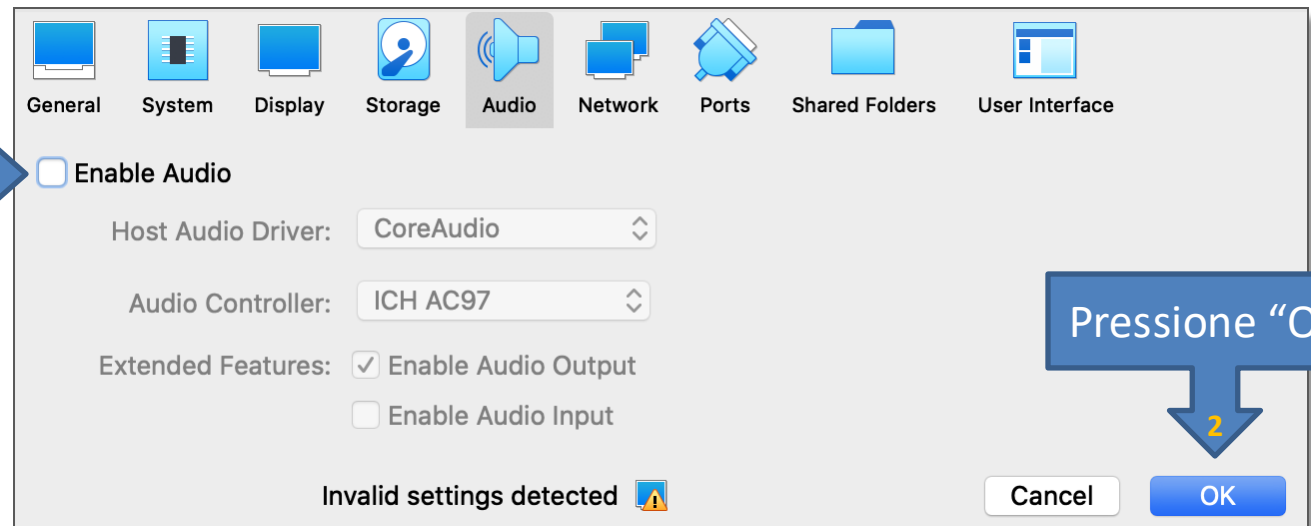 General System Display Storage Audio Network Ports Shared Folders User Interface
Enable Audio
Host Audio Driver: CoreAudio
Audio Controller: ICH AC97
Extended Features: Enable Audio Output
Enable Audio Input
Pressione “O
2
Invalid settings detected
Cancel OK